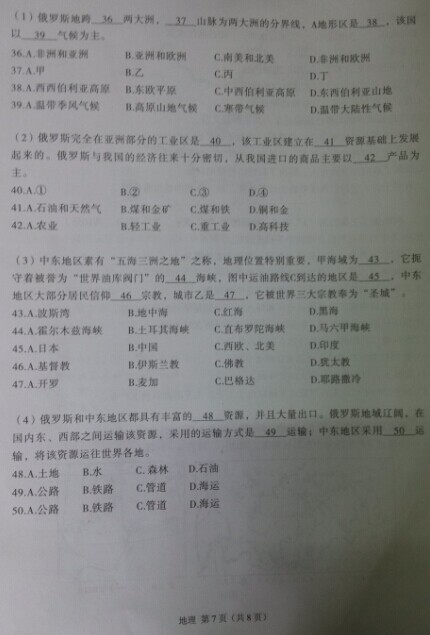 (1)俄罗斯地跨 36 两大洲, 37 山脉为两大洲的分界线, A地形区是 38 , 该国
以 39 气候为主。
36.A.非洲和亚洲 B.亚洲和欧洲 C.南美和北美 D.非洲和欧洲
37.A.甲 B.乙 C.丙 D.丁
38.A.西西伯利亚高原 B.东欧平原 C.中西伯利亚高原 D.东西伯利亚山地
39.A.温带季风气候 B.高原山地气候 C.寒带气候 D.温带大陆性气候
(2)俄罗斯完全在亚洲部分的工业区是 40 , 该工业区建立在 41 资源基础上发展
起来的。俄罗斯与我国的经济往来十分密切, 从我国进口的商品主要以 42 产品为
主。
40.A.① B.② C.③ D.④
41.A.石油和天然气 B.煤和金矿 C.煤和铁 D.铜和金
42.A.农业 B.轻工业 C.重工业 D.高科技
(3)中东地区素有“五海三洲之地”之称, 地理位置特别重要, 甲海域为 43 , 它扼
守着被誉为“世界油库阀门”的 44 海峡, 图中运油路线C到达的地区是 45 , 中东
地区大部分居民信仰 46 宗教, 城市乙是 47 , 它被世界三大宗教奉为“圣城”。
43.A.波斯湾 B.地中海 C.红海 D.黑海
44.A.霍尔木兹海峡 B.土耳其海峡 C.直布罗陀海峡 D.马六甲海峡
45.A.日本 B.中国 C.西欧、北美 D.印度
46.A.基督教 B.伊斯兰教 C.佛教 D.犹太教
47.A.开罗 B.麦加 C.巴格达 D.耶路撒冷
(4)俄罗斯和中东地区都具有丰富的 48 资源, 并且大量出口。俄罗斯地域辽阔, 在
国内东、西部之间运输该资源, 采用的运输方式是 49 运输; 中东地区采用 50 运
输, 将该资源运往世界各地。
48.A.土地 B.水 C.森林 D.石油
49.A.公路 B.铁路 C.管道 D.海运
50.A.公路 B.铁路 C.管道 D.海运
地理 第7页(共8页)